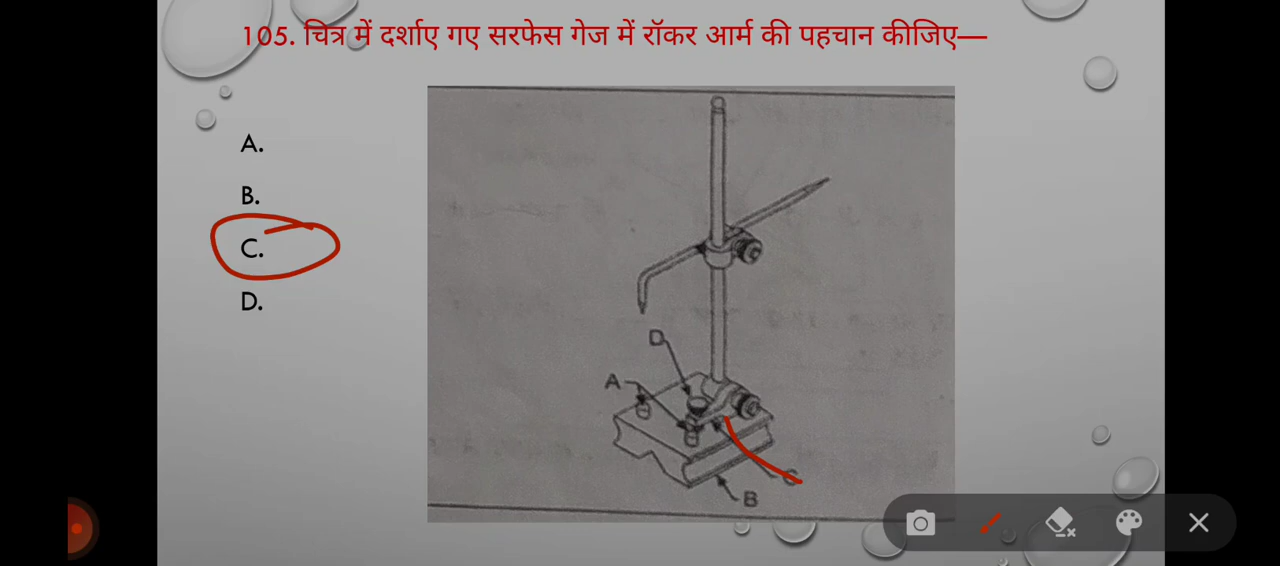 105. चित्र में दर्शाए गए सरफेस गेज में रॉकर आर्म की पहचान कीजिए—
A.
B.
C.
D.
D
A
C
B